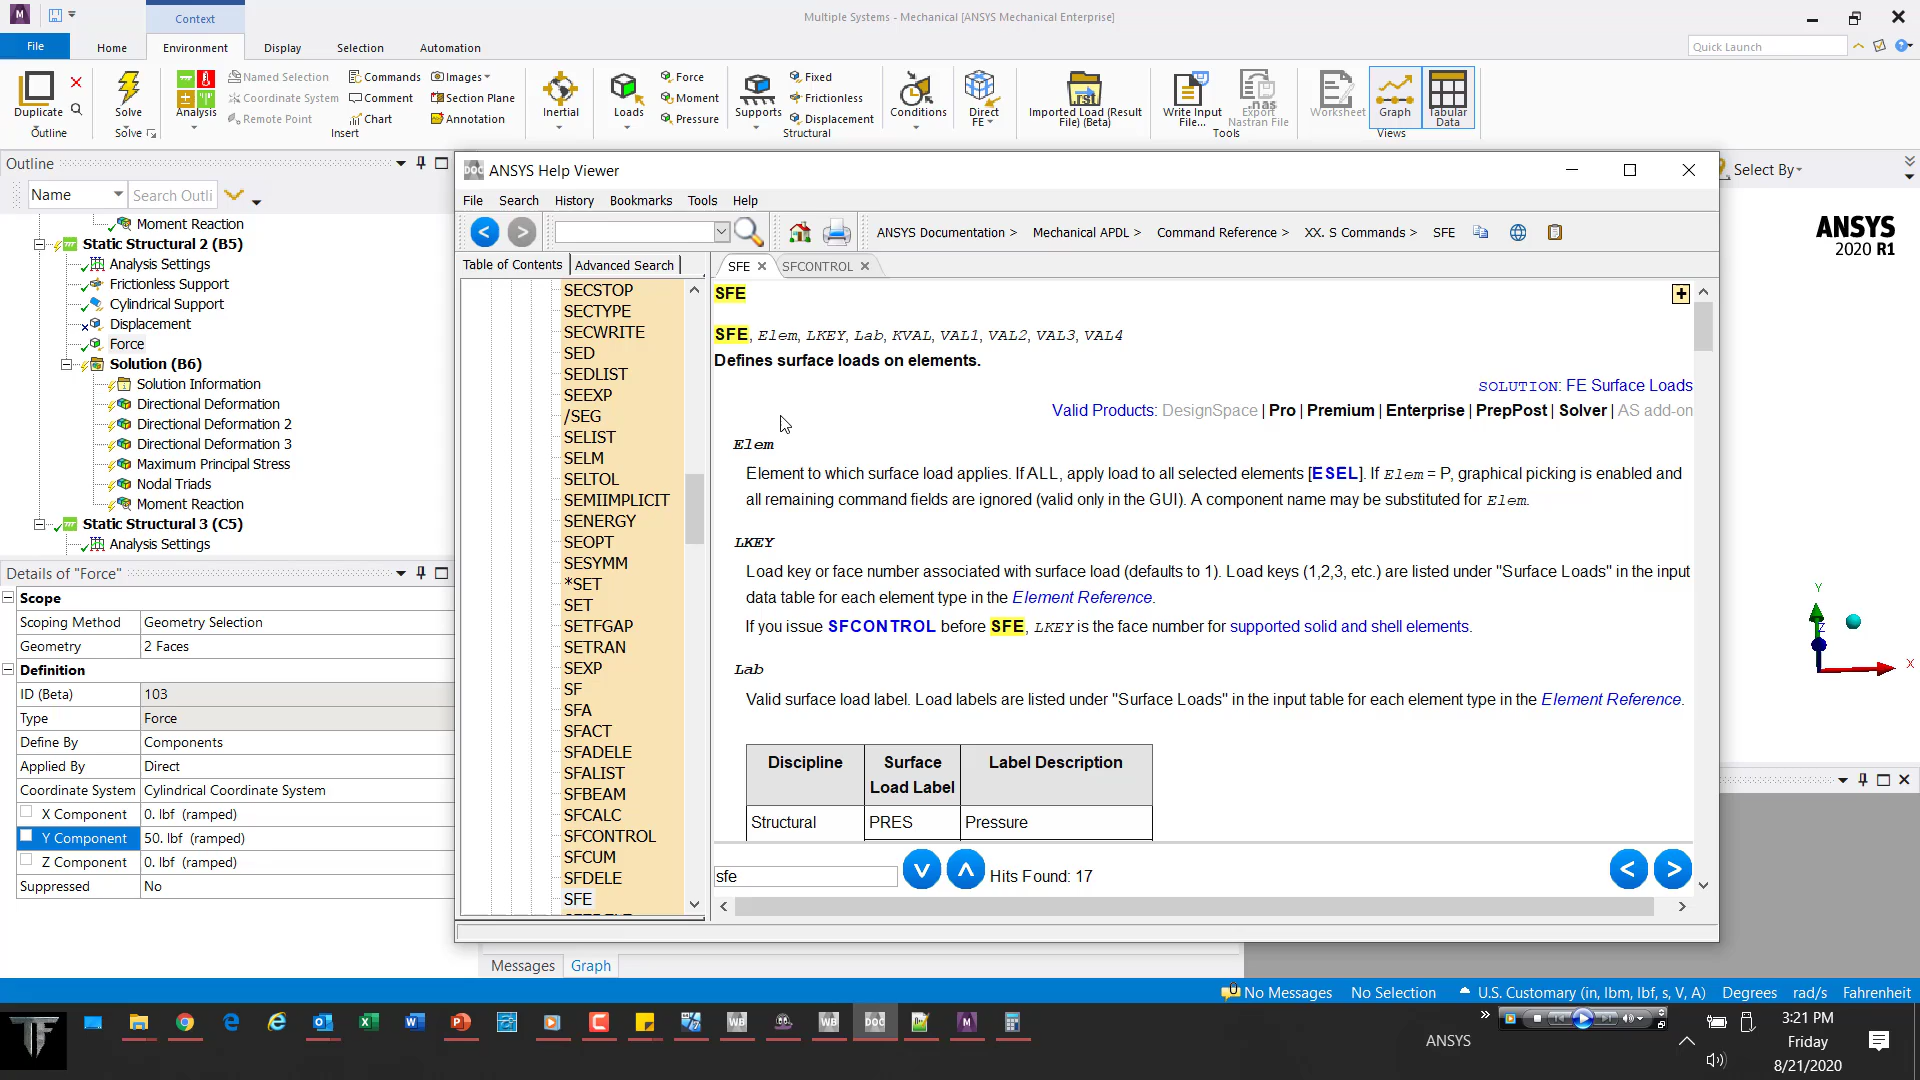 Context
Multiple Systems - Mechanical [ANSYS Mechanical Enterprise]
File Home Environment Display Selection Automation
Quick Launch
Duplicate
Outline
Solve
Solve
Analysis
Named Selection
Coordinate System
Remote Point
Commands
Comment
Chart
Images
Section Plane
Annotation
Insert
Inertial
Loads
Force
Moment
Pressure
Supports
Fixed
Frictionless
Displacement
Structural
Conditions
Direct
FE
Imported Load (Result
File) (Beta)
Write Input
File...
Export
Nastran File
Tools
Worksheet
Graph
Tabular
Data
Views
Outline
Name
Search Outli
Moment Reaction
Static Structural 2 (B5)
Analysis Settings
Frictionless Support
Cylindrical Support
Displacement
Force
Solution (B6)
Solution Information
Directional Deformation
Directional Deformation 2
Directional Deformation 3
Maximum Principal Stress
Nodal Triads
Moment Reaction
Static Structural 3 (C5)
Analysis Settings
Details of "Force"
Scope
Scoping Method Geometry Selection
Geometry 2 Faces
Definition
ID (Beta) 103
Type Force
Define By Components
Applied By Direct
Coordinate System Cylindrical Coordinate System
X Component 0. lbf (ramped)
Y Component 50. lbf (ramped)
Z Component 0. lbf (ramped)
Suppressed No
DOC ANSYS Help Viewer
File Search History Bookmarks Tools Help
ANSYS Documentation > Mechanical APDL > Command Reference > XX. S Commands > SFE
Table of Contents Advanced Search
SECSTOP
SECTYPE
SECWRITE
SED
SEDLIST
SEEXP
/SEG
SELIST
SELM
SELTOL
SEMIIMPLICIT
SENERGY
SEOPT
SESYMM
*SET
SET
SETFGAP
SETRAN
SEXP
SF
SFA
SFACT
SFADELE
SFALIST
SFBEAM
SFCALC
SFCONTROL
SFCUM
SFDELE
SFE
SFE SFCONTROL
SFE
SFE, Elem, LKEY, Lab, KVAL, VAL1, VAL2, VAL3, VAL4
Defines surface loads on elements.
SOLUTION: FE Surface Loads
Valid Products: DesignSpace | Pro | Premium | Enterprise | PrepPost | Solver | AS add-on
Elem
Element to which surface load applies. If ALL, apply load to all selected elements [ESEL]. If Elem = P, graphical picking is enabled and
all remaining command fields are ignored (valid only in the GUI). A component name may be substituted for Elem.
LKEY
Load key or face number associated with surface load (defaults to 1). Load keys (1,2,3, etc.) are listed under "Surface Loads" in the input
data table for each element type in the Element Reference.
If you issue SFCONTROL before SFE, LKEY is the face number for supported solid and shell elements.
Lab
Valid surface load label. Load labels are listed under "Surface Loads" in the input table for each element type in the Element Reference.
Discipline Surface Load Label Label Description
Structural PRES Pressure
sfe
Hits Found: 17
Select By
ANSYS
2020 R1
Y
Z
X
Messages Graph
No Messages No Selection U.S. Customary (in, lbm, lbf, s, V, A) Degrees rad/s Fahrenheit
TF
WB
WB
DOC
M
ANSYS
3:21 PM
Friday
8/21/2020